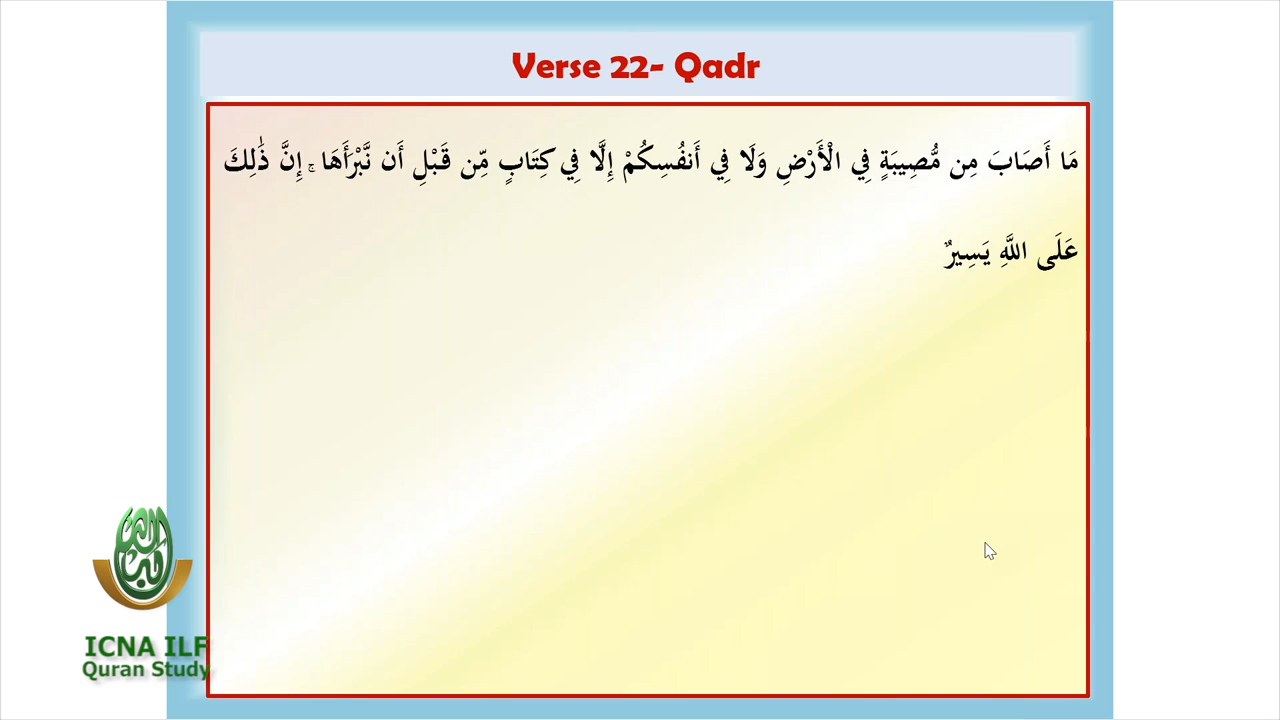 Verse 22- Qadr
مَا أَصَابَ مِن مُّصِيبَةٍ فِي الْأَرْضِ وَلَا فِي أَنفُسِكُمْ إِلَّا فِي كِتَابٍ مِّن قَبْلِ أَن نَّبْرَأَهَا ۚ إِنَّ ذَٰلِكَ
عَلَى اللَّهِ يَسِيرٌ
ICNA ILF
Quran Study